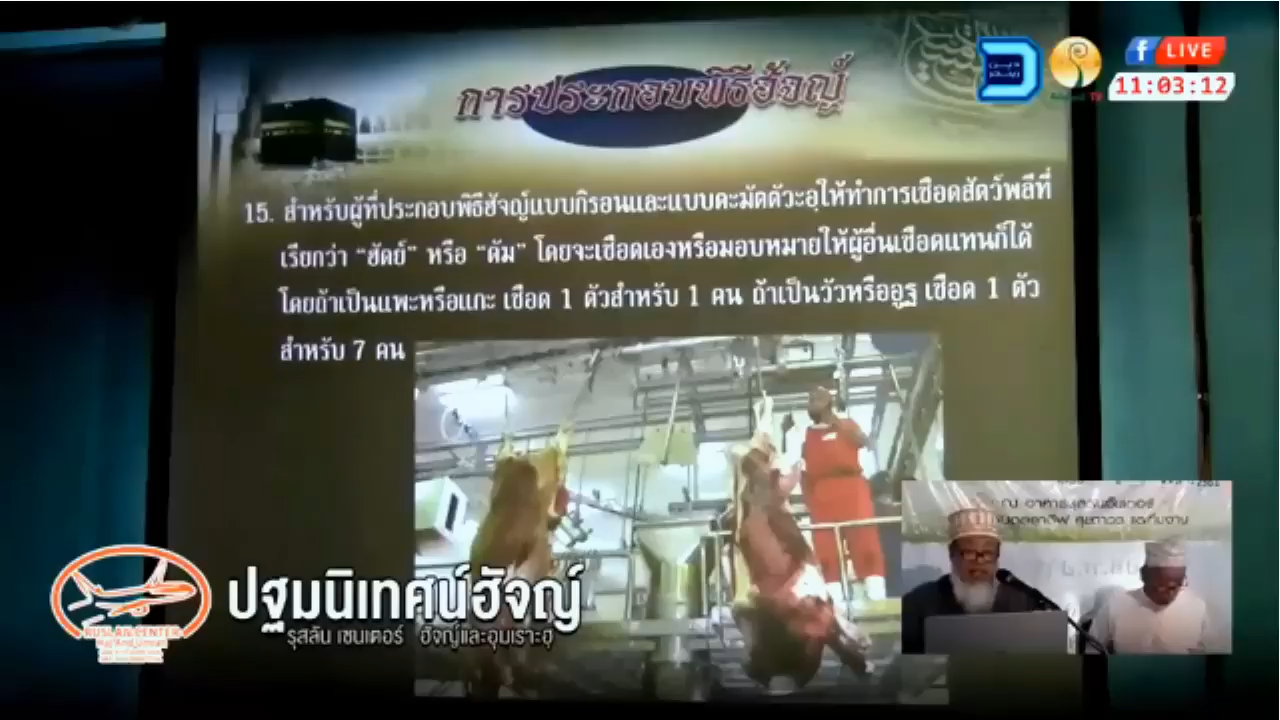 การประกอบพิธีฮัจญ์
f LIVE
11:03:12
15. สำหรับผู้ที่ประกอบพิธีฮัจญ์แบบกิรอนและแบบตะมัตตัวะอฺให้ทำการเชือดสัตว์พลีที่
เรียกว่า “ฮัดย์” หรือ “ดัม” โดยจะเชือดเองหรือมอบหมายให้ผู้อื่นเชือดแทนก็ได้
โดยถ้าเป็นแพะหรือแกะ เชือด 1 ตัวสำหรับ 1 คน ถ้าเป็นวัวหรืออูฐ เชือด 1 ตัว
สำหรับ 7 คน
RUSLAN CENTER
ปฐมนิเทศน์ฮัจญ์
รุสลัน เซนเตอร์ ฮัจญ์และอุมเราะฮฺ